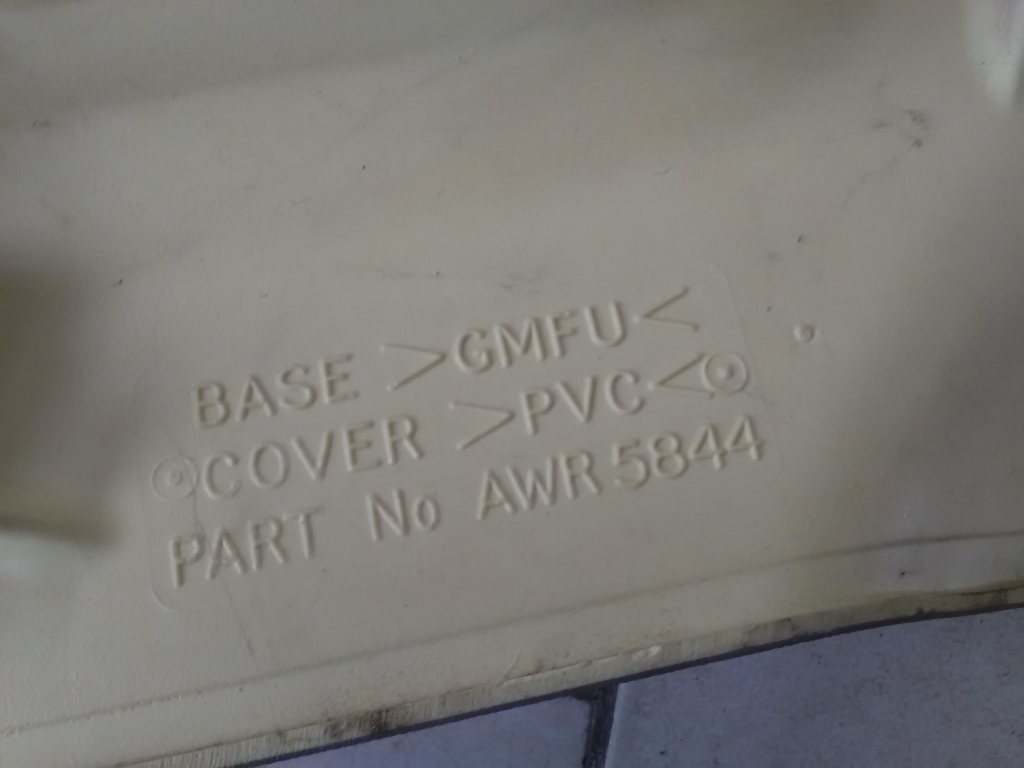 BASE >GMFU<
COVER >PVC<
PART No AWR 5844